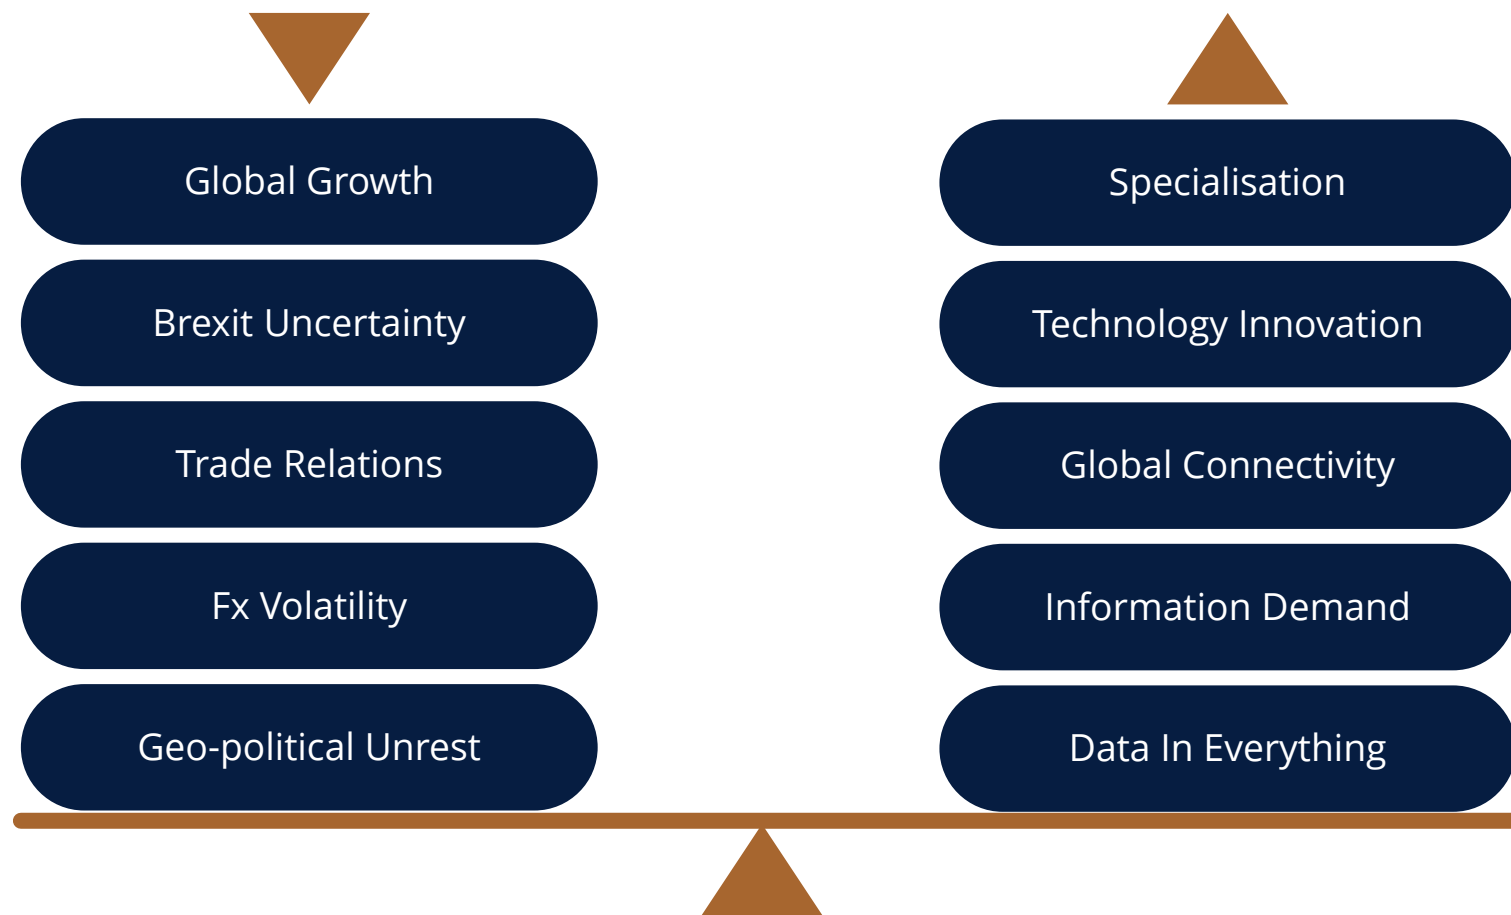 Global Growth
Brexit Uncertainty
Trade Relations
Fx Volatility
Geo-political Unrest
Specialisation
Technology Innovation
Global Connectivity
Information Demand
Data In Everything